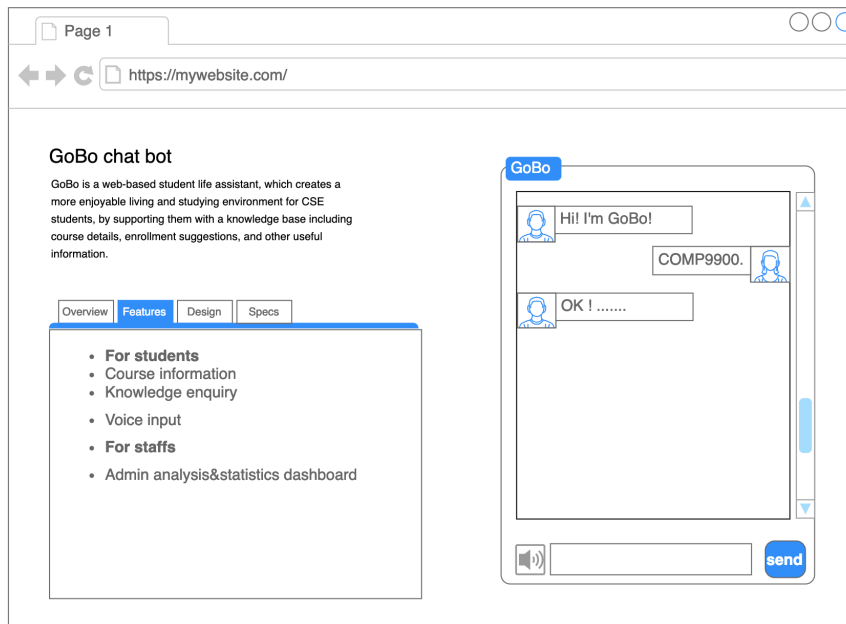 Page 1
https://mywebsite.com/
GoBo chat bot
GoBo is a web-based student life assistant, which creates a
more enjoyable living and studying environment for CSE
students, by supporting them with a knowledge base including
course details, enrollment suggestions, and other useful
information.
Overview Features Design Specs
For students
Course information
Knowledge enquiry
Voice input
For staffs
Admin analysis&statistics dashboard
GoBo
Hi! I'm GoBo!
COMP9900.
OK ! .......
send